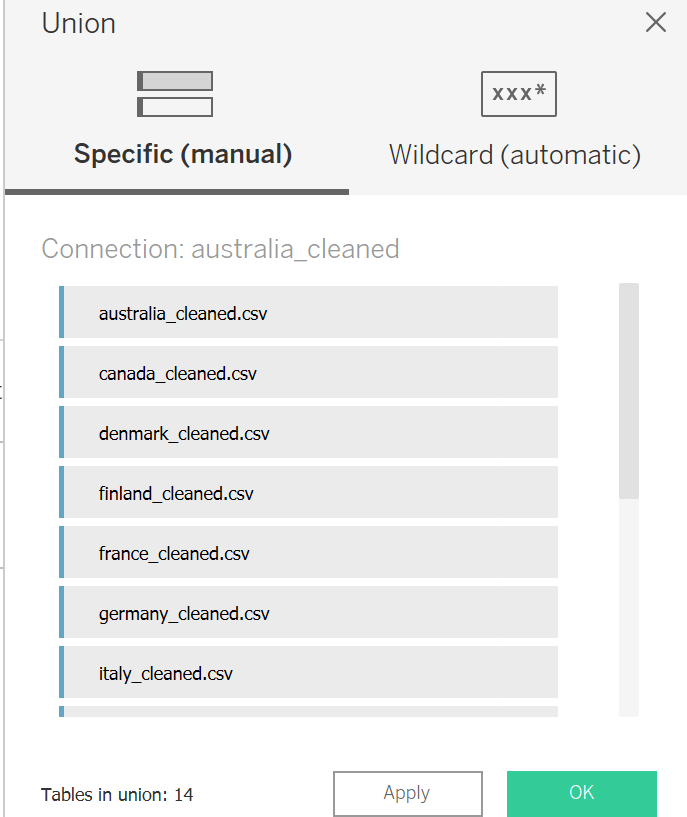 Union
xxx*
Specific (manual)
Wildcard (automatic)
Connection: australia_cleaned
australia_cleaned.csv
canada_cleaned.csv
denmark_cleaned.csv
finland_cleaned.csv
france_cleaned.csv
germany_cleaned.csv
italy_cleaned.csv
Tables in union: 14
Apply
OK